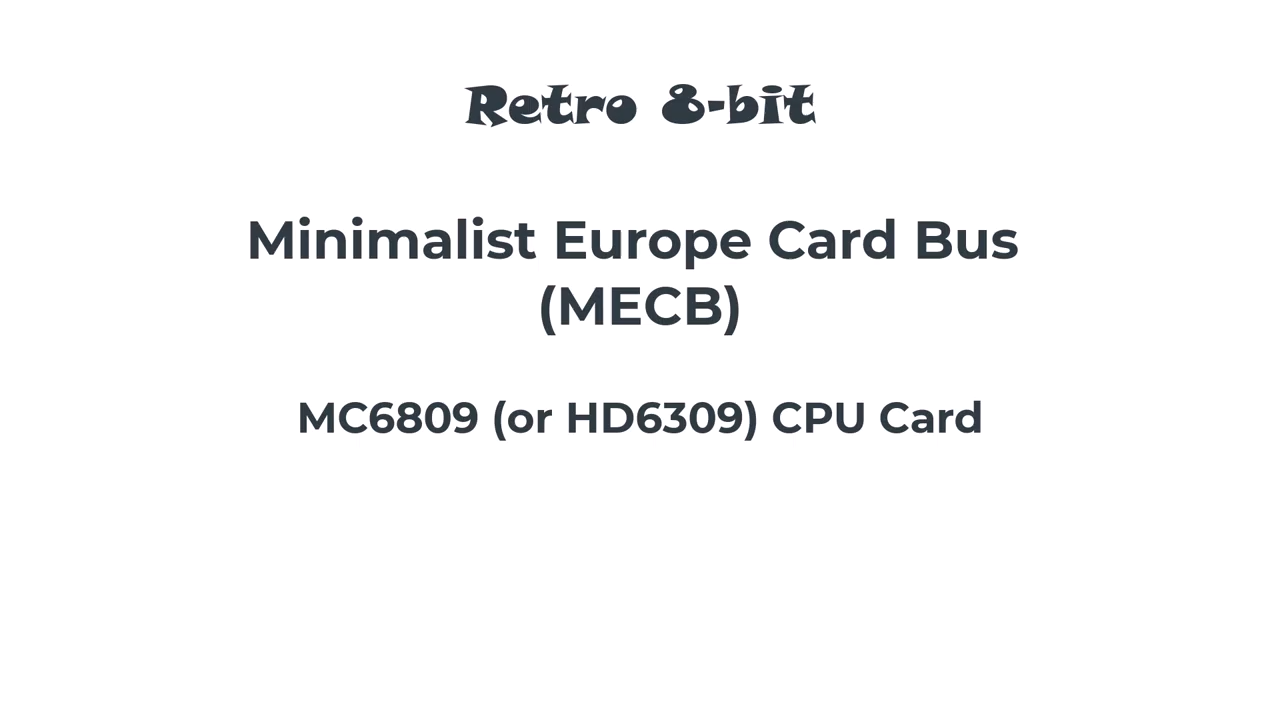 Retro 8-bit
Minimalist Europe Card Bus
(MECB)
MC6809 (or HD6309) CPU Card